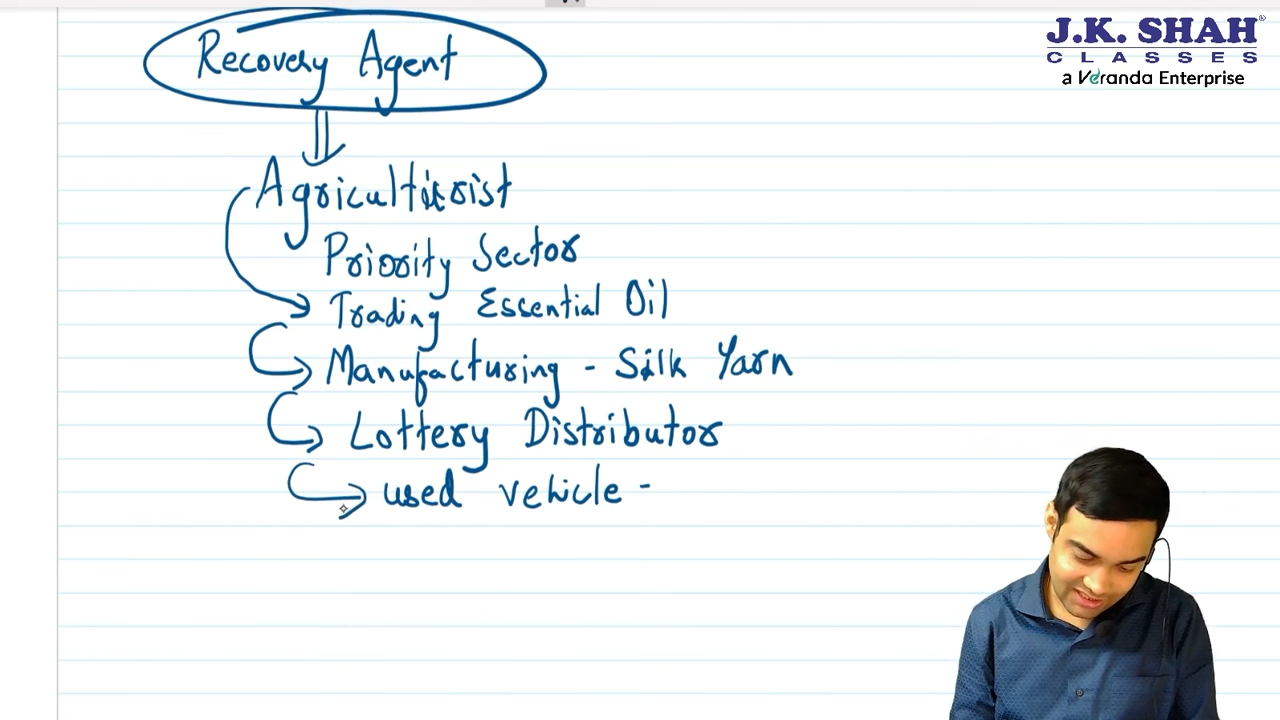 Recovery Agent
J.K. SHAH®
CLASSES
a Veranda Enterprise
Agriculturist
Priority Sector
Trading Essential Oil
Manufacturing - Silk Yarn
Lottery Distributor
used vehicle -